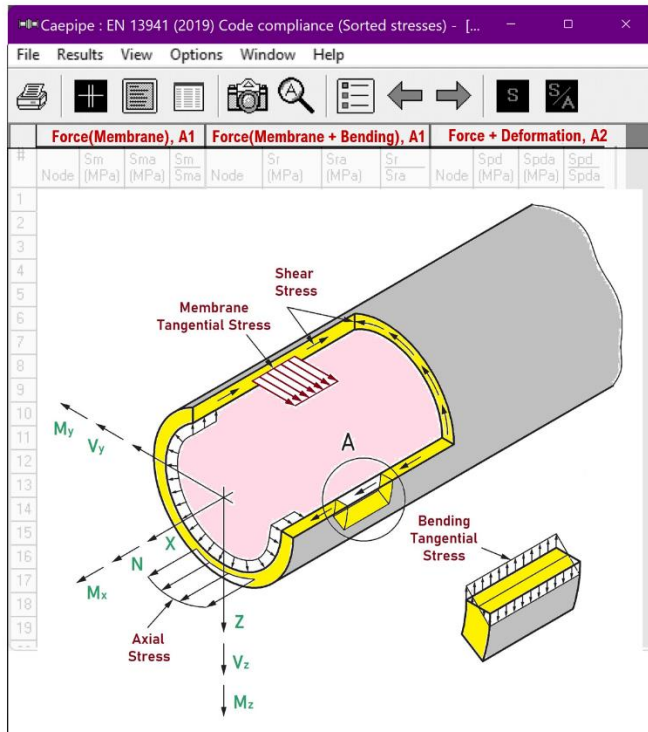 Caepipe : EN 13941 (2019) Code compliance (Sorted stresses) - [...
File Results View Options Window Help
A S S/A
Force(Membrane), A1 Force(Membrane + Bending), A1 Force + Deformation, A2
# Node Sm (MPa) Sma (MPa) Sm/Sma Node Sr (MPa) Sra (MPa) Sr/Sra Node Spd (MPa) Spda (MPa) Spd/Spda
1
2
3
4
5
6
7
8
9
10
11
12
13
14
15
16
17
18
19
Shear
Stress
Membrane
Tangential Stress
A
My
Vy
Bending
Tangential
Stress
X
N
Mx
Axial
Stress
Z
Vz
Mz